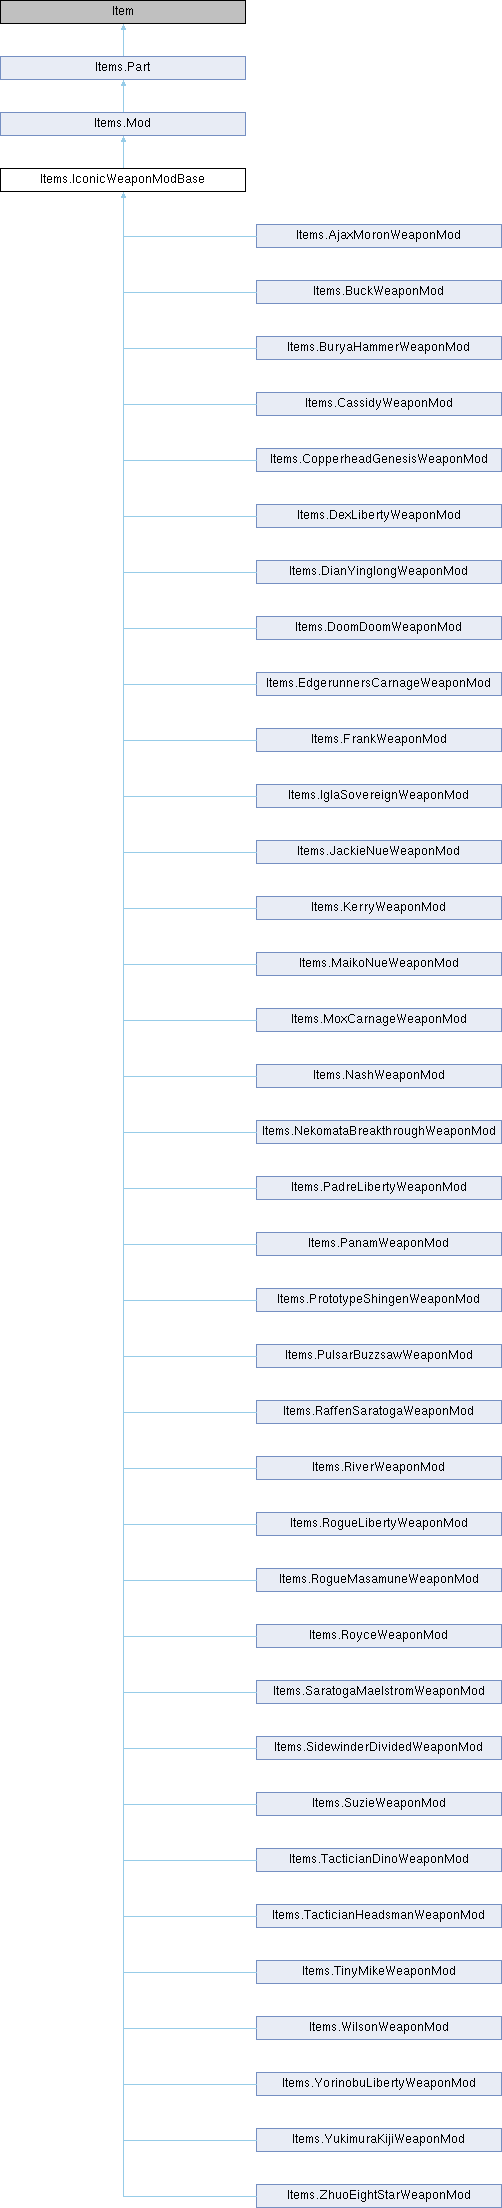 Item
Items.Part
Items.Mod
Items.IconicWeaponModBase
Items.AjaxMoronWeaponMod
Items.BuckWeaponMod
Items.BuryaHammerWeaponMod
Items.CassidyWeaponMod
Items.CopperheadGenesisWeaponMod
Items.DexLibertyWeaponMod
Items.DianYinglongWeaponMod
Items.DoomDoomWeaponMod
Items.EdgerunnersCarnageWeaponMod
Items.FrankWeaponMod
Items.IglaSovereignWeaponMod
Items.JackieNueWeaponMod
Items.KerryWeaponMod
Items.MaikoNueWeaponMod
Items.MoxCarnageWeaponMod
Items.NashWeaponMod
Items.NekomataBreakthroughWeaponMod
Items.PadreLibertyWeaponMod
Items.PanamWeaponMod
Items.PrototypeShingenWeaponMod
Items.PulsarBuzzsawWeaponMod
Items.RaffenSaratogaWeaponMod
Items.RiverWeaponMod
Items.RogueLibertyWeaponMod
Items.RogueMasamuneWeaponMod
Items.RoyceWeaponMod
Items.SaratogaMaelstromWeaponMod
Items.SidewinderDividedWeaponMod
Items.SuzieWeaponMod
Items.TacticianDinoWeaponMod
Items.TacticianHeadsmanWeaponMod
Items.TinyMikeWeaponMod
Items.WilsonWeaponMod
Items.YorinobuLibertyWeaponMod
Items.YukimuraKijiWeaponMod
Items.ZhuoEightStarWeaponMod